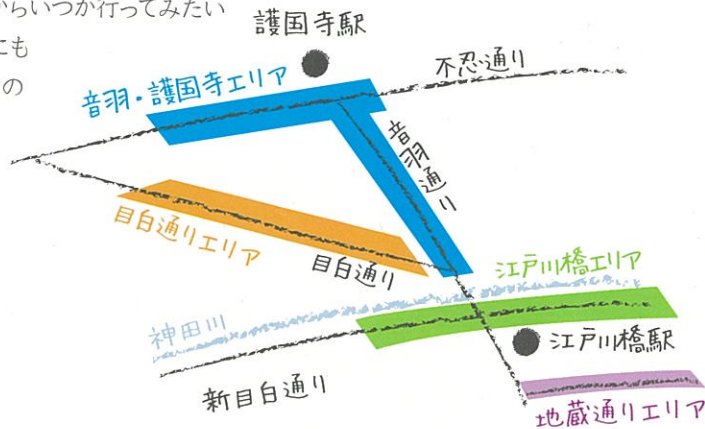 からいつか行ってみたい
にも
の
護国寺駅
不忍通り
音羽・護国寺エリア
音羽通り
目白通りエリア
目白通り
江戸川橋エリア
神田川
江戸川橋駅
新目白通り
地蔵通りエリア